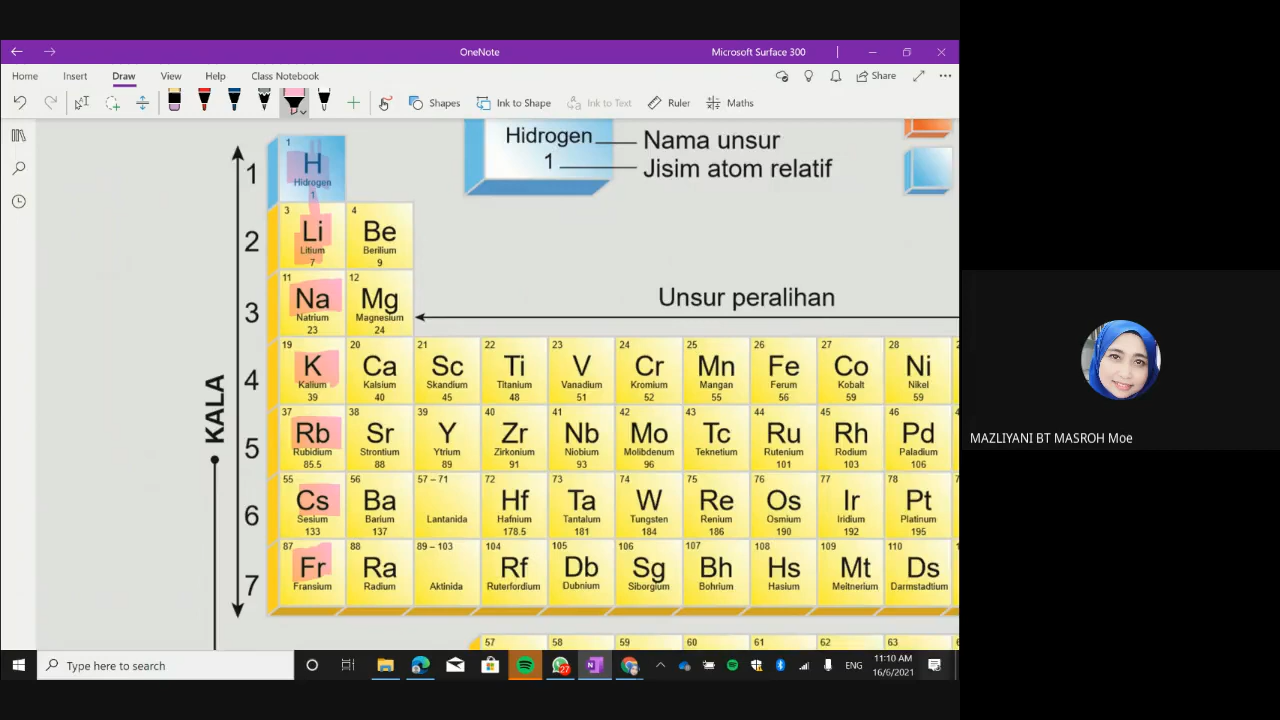 OneNote
Microsoft Surface 300
Home Insert Draw View Help Class Notebook
Share
Shapes Ink to Shape Ink to Text Ruler Maths
Hidrogen Nama unsur
1 Jisim atom relatif
KALA
1
1
H
Hidrogen
1
2
3 4
Li Be
Litium Berilium
7 9
Unsur peralihan
3
11 12
Na Mg
Natrium Magnesium
23 24
4
19 20 21 22 23 24 25 26 27 28
K Ca Sc Ti V Cr Mn Fe Co Ni
Kalium Kalsium Skandium Titanium Vanadium Kromium Mangan Ferum Kobalt Nikel
39 40 45 48 51 52 55 56 59 59
5
37 38 39 40 41 42 43 44 45 46
Rb Sr Y Zr Nb Mo Tc Ru Rh Pd
Rubidium Strontium Ytrium Zirkonium Niobium Molibdenum Teknetium Rutenium Rodium Paladium
85.5 88 89 91 93 96 101 103 106
6
55 56 57 – 71 72 73 74 75 76 77 78
Cs Ba Hf Ta W Re Os Ir Pt
Sesium Barium Lantanida Hafnium Tantalum Tungsten Renium Osmium Iridium Platinum
133 137 178.5 181 184 186 190 192 195
7
87 88 89 – 103 104 105 106 107 108 109 110
Fr Ra Rf Db Sg Bh Hs Mt Ds
Fransium Radium Aktinida Ruterfordium Dubnium Siborgium Bohrium Hasium Meitnerium Darmstadtium
57 58 59 60 61 62 63
Type here to search
27
ENG
11:10 AM
16/6/2021
MAZLIYANI BT MASROH Moe